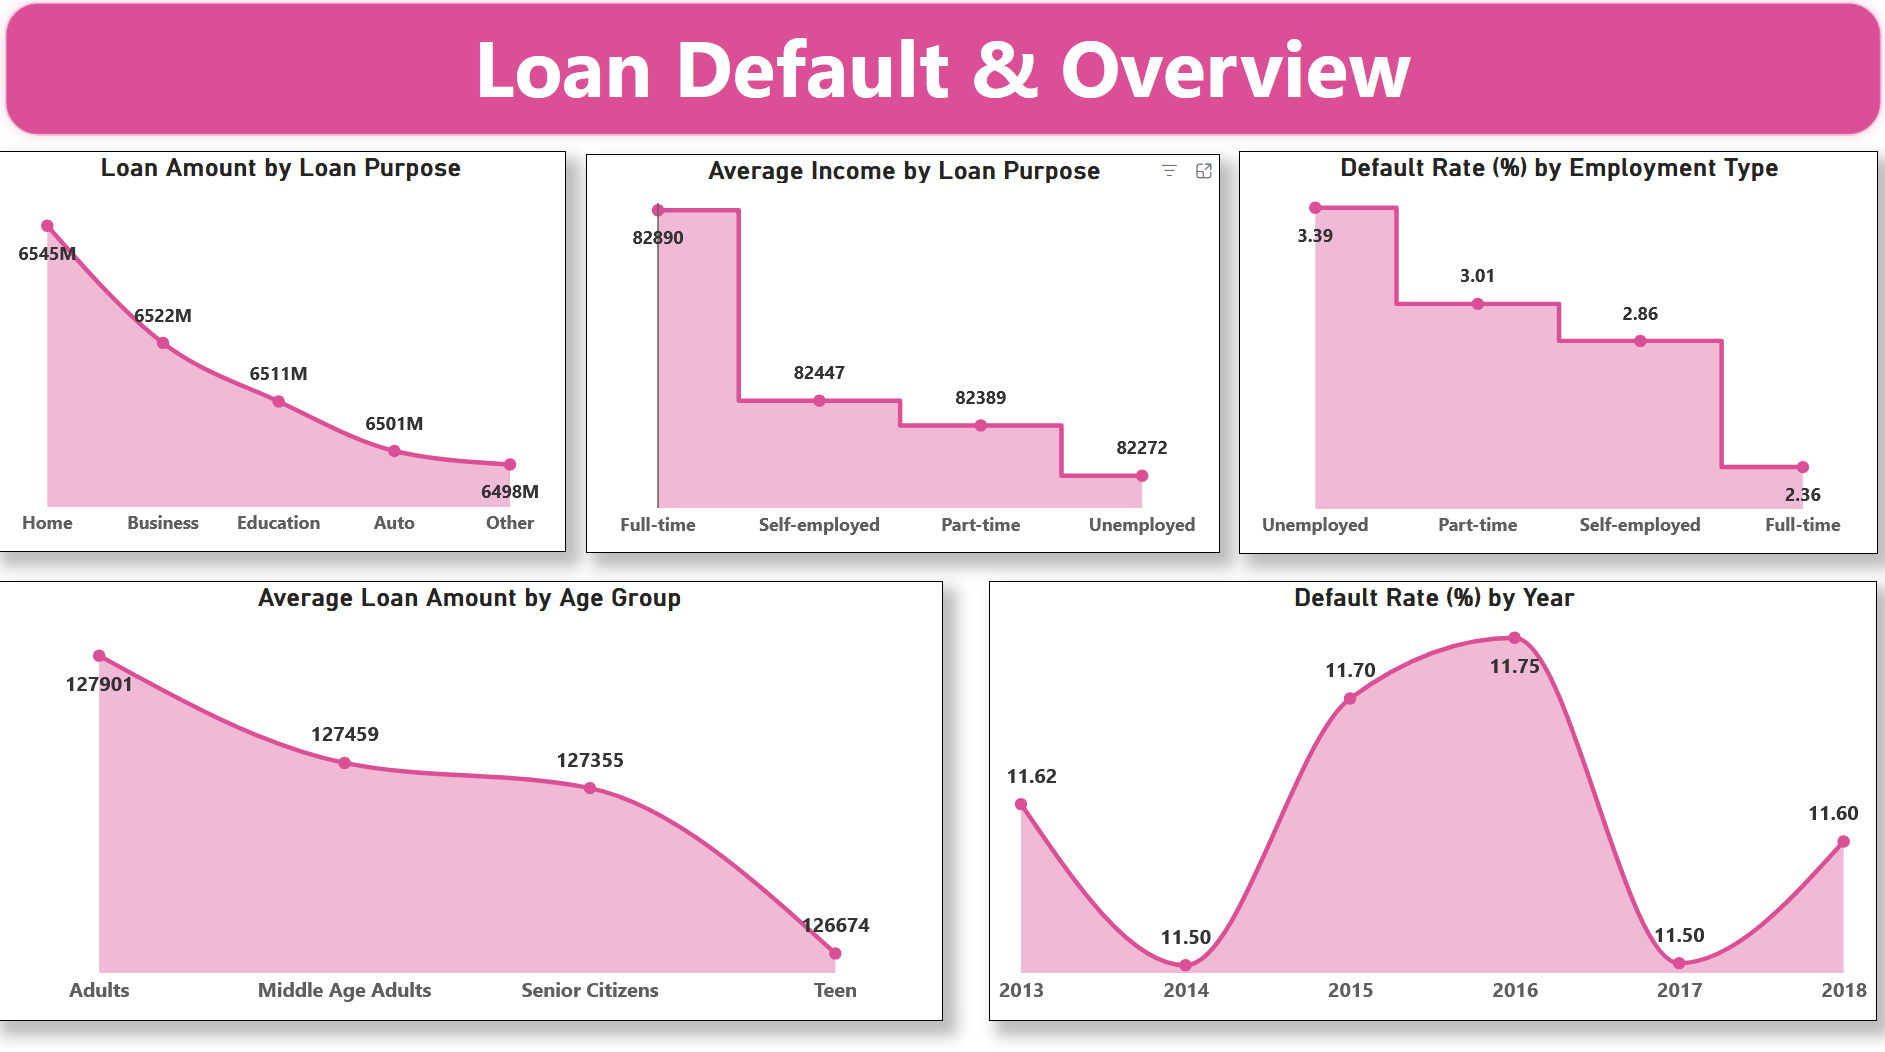 Loan Default & Overview
Loan Amount by Loan Purpose
6545M
6522M
6511M
6501M
6498M
Home Business Education Auto Other
Average Income by Loan Purpose
82890
82447
82389
82272
Full-time Self-employed Part-time Unemployed
Default Rate (%) by Employment Type
3.39
3.01
2.86
2.36
Unemployed Part-time Self-employed Full-time
Average Loan Amount by Age Group
127901
127459
127355
126674
Adults Middle Age Adults Senior Citizens Teen
Default Rate (%) by Year
11.62
11.50
11.70
11.75
11.50
11.60
2013 2014 2015 2016 2017 2018